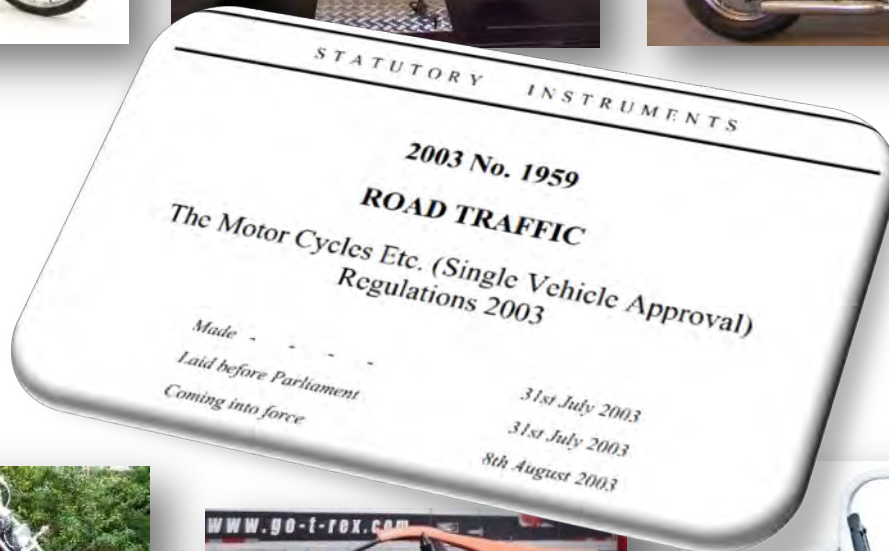 STATUTORY INSTRUMENTS
2003 No. 1959
ROAD TRAFFIC
The Motor Cycles Etc. (Single Vehicle Approval)
Regulations 2003
Made - - - - 31st July 2003
Laid before Parliament 31st July 2003
Coming into force 8th August 2003
www.go-t-rex.com